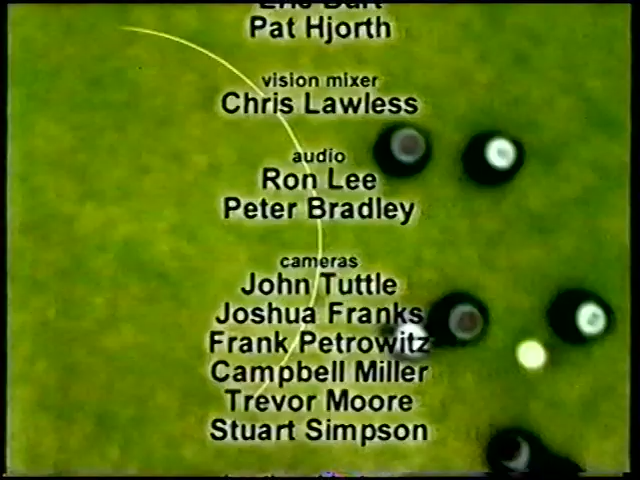 Pat Hjorth
vision mixer
Chris Lawless
audio
Ron Lee
Peter Bradley
cameras
John Tuttle
Joshua Franks
Frank Petrowitz
Campbell Miller
Trevor Moore
Stuart Simpson